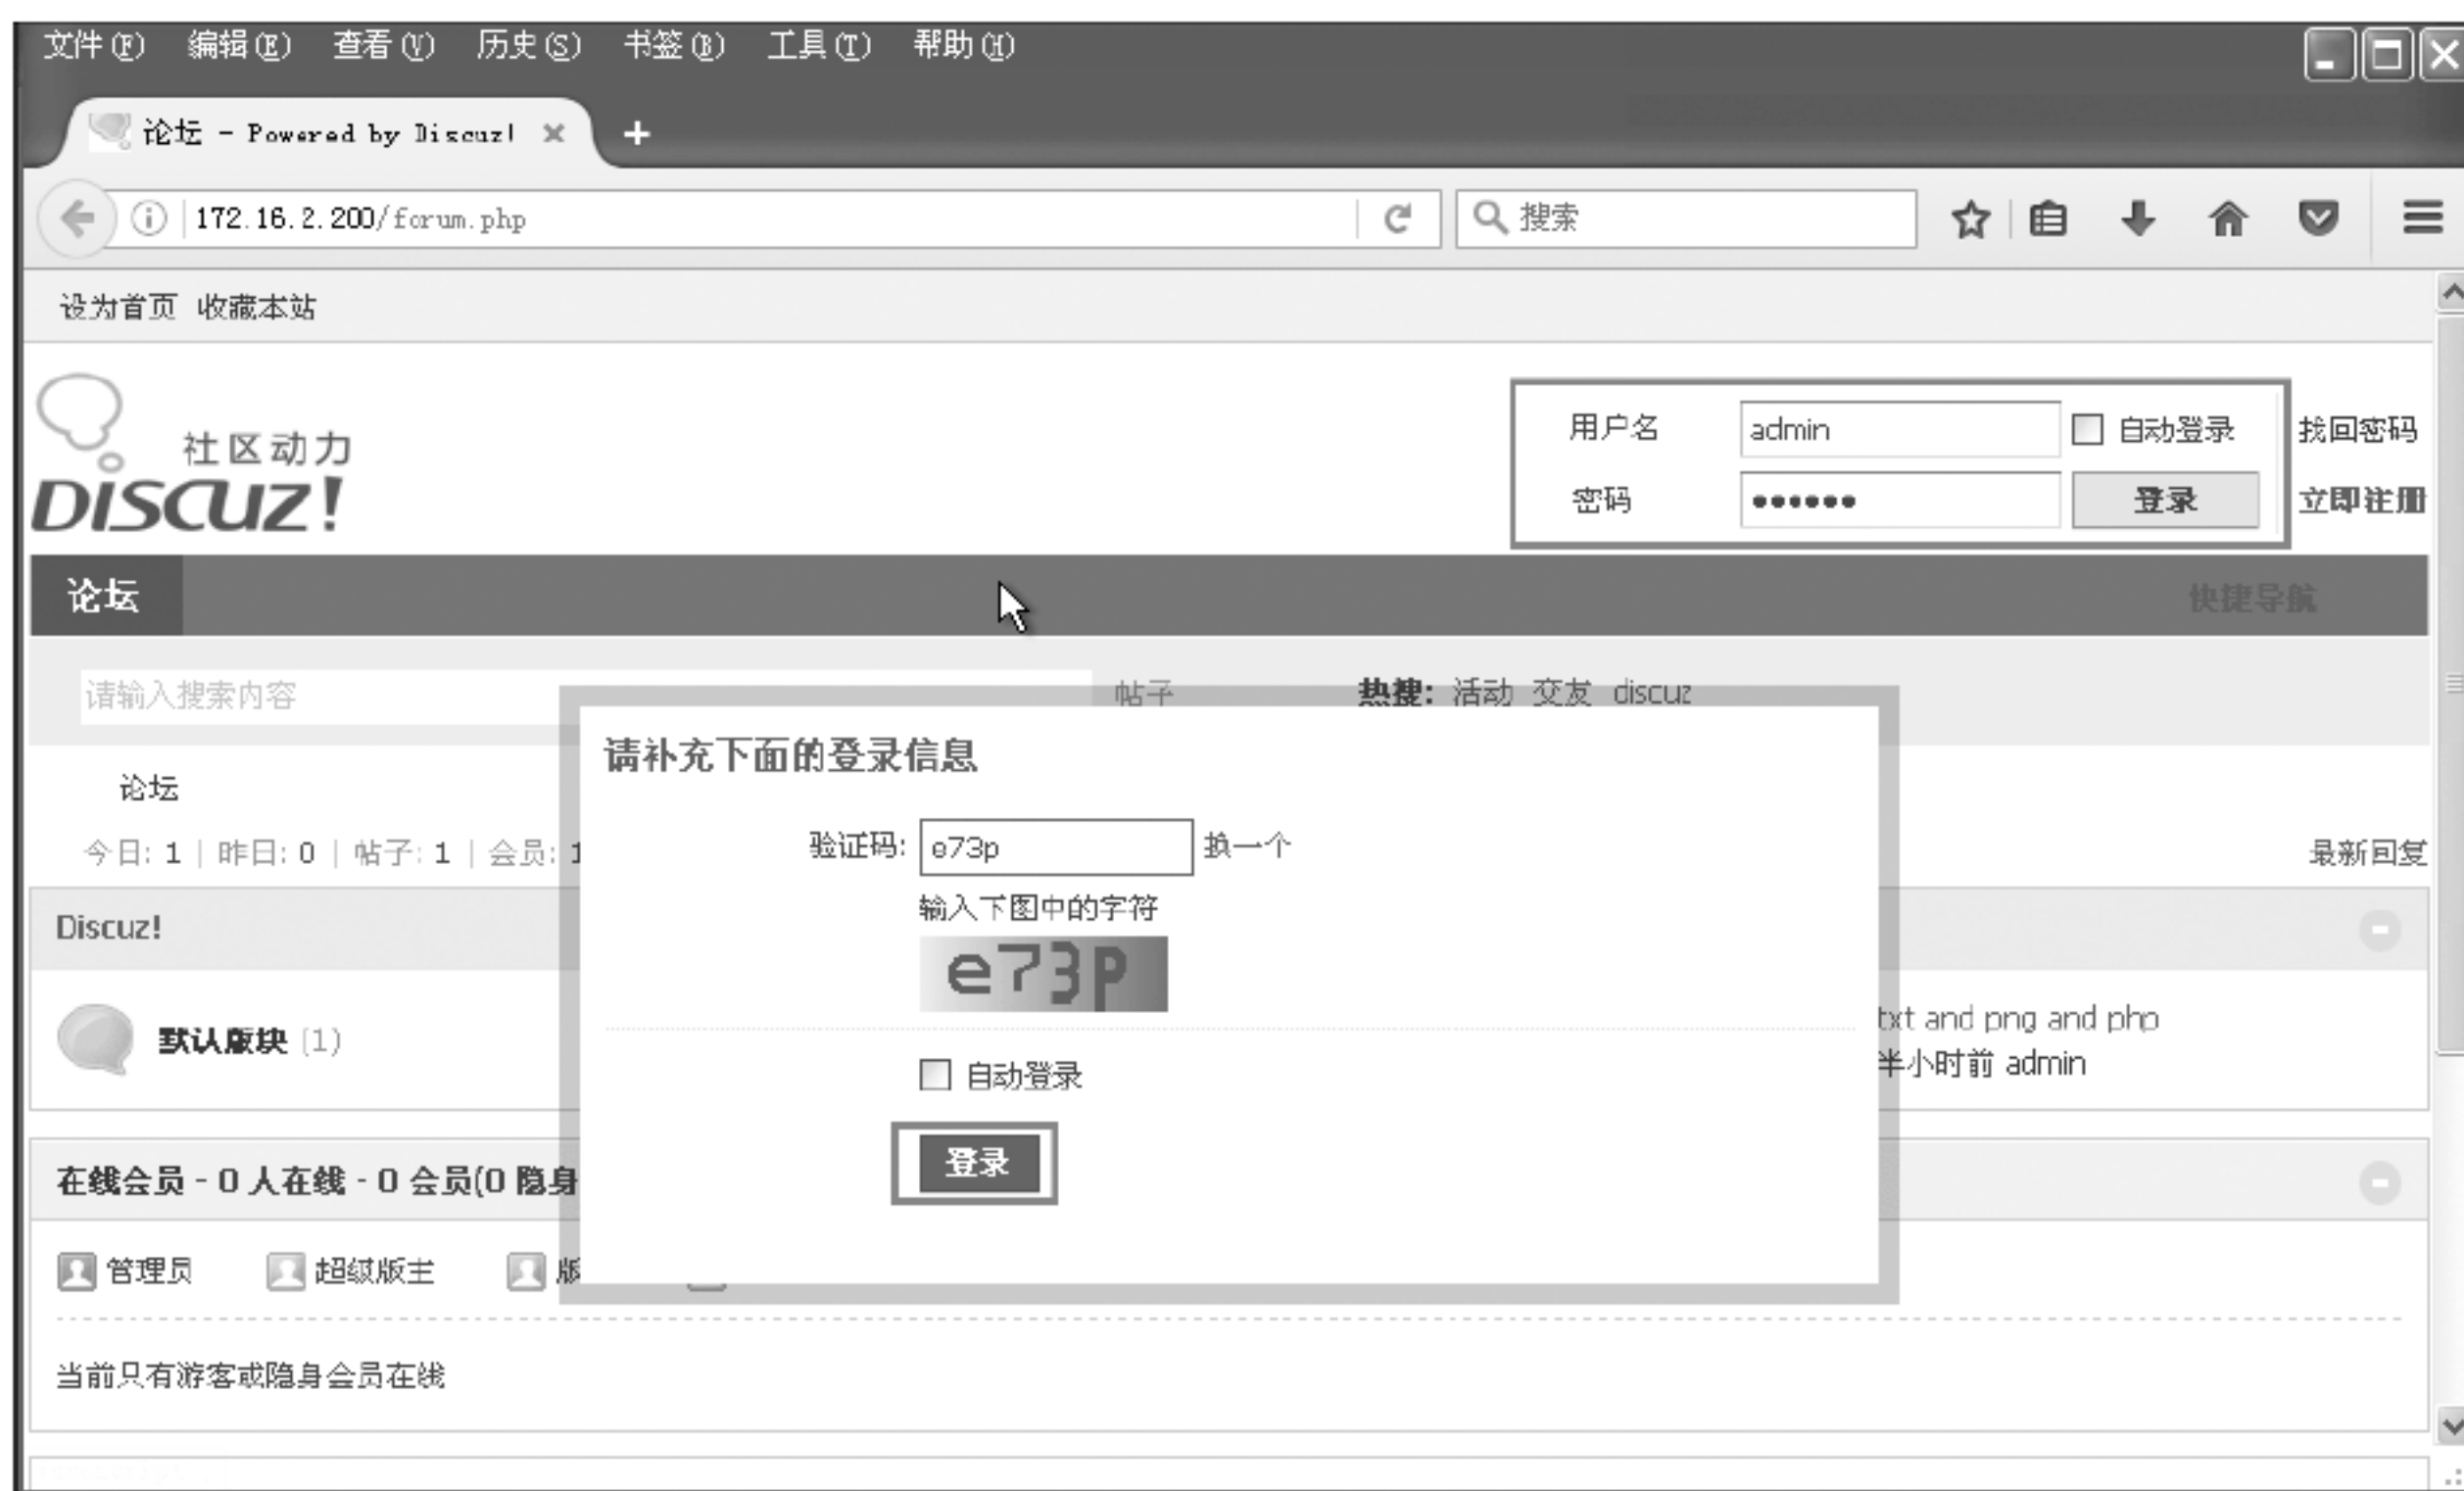 文件(F) 编辑(E) 查看(V) 历史(S) 书签(B) 工具(T) 帮助(H)
论坛 - Powered by Discuz!
172.16.2.200/forum.php 搜索
设为首页 收藏本站
社区动力
DISCUZ!
用户名 admin 自动登录 找回密码
密码 •••••• 登录 立即注册
论坛 快捷导航
请输入搜索内容 帖子 热搜: 活动 交友 discuz
请补充下面的登录信息
论坛
验证码: e73p 换一个
今日: 1 | 昨日: 0 | 帖子: 1 | 会员: 1 最新回复
输入下图中的字符
Discuz!
e73p
默认版块 (1)
txt and png and php
半小时前 admin
自动登录
登录
在线会员 - 0 人在线 - 0 会员(0 隐身
管理员 超级版主 版
当前只有游客或隐身会员在线